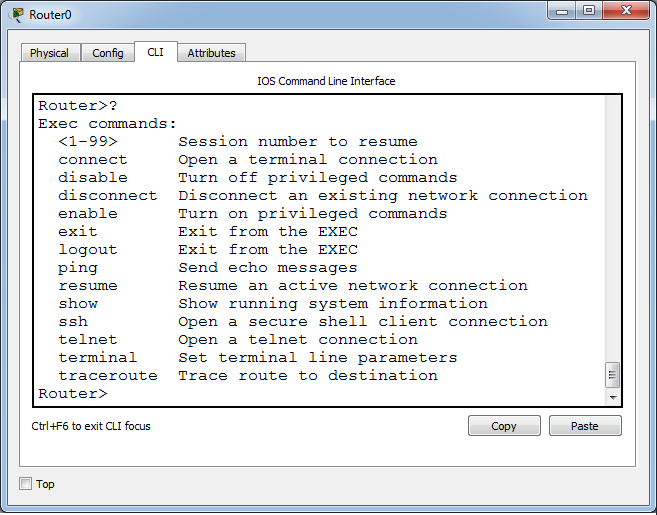 Router0
Physical Config CLI Attributes
IOS Command Line Interface
Router>?
Exec commands:
<1-99> Session number to resume
connect Open a terminal connection
disable Turn off privileged commands
disconnect Disconnect an existing network connection
enable Turn on privileged commands
exit Exit from the EXEC
logout Exit from the EXEC
ping Send echo messages
resume Resume an active network connection
show Show running system information
ssh Open a secure shell client connection
telnet Open a telnet connection
terminal Set terminal line parameters
traceroute Trace route to destination
Router>
Ctrl+F6 to exit CLI focus Copy Paste
Top